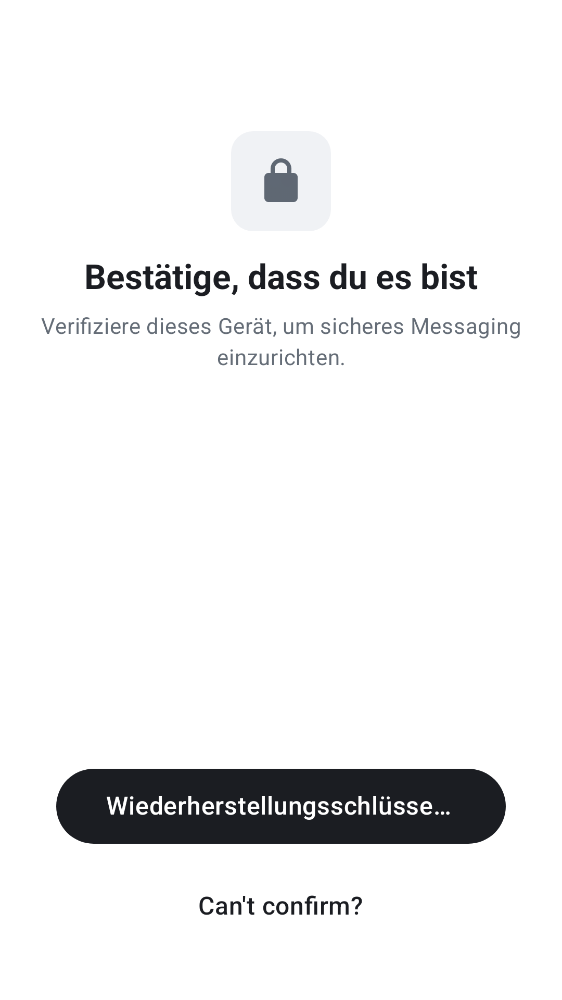 Bestätige, dass du es bist
Verifiziere dieses Gerät, um sicheres Messaging
einzurichten.
Wiederherstellungsschlüsse…
Can't confirm?